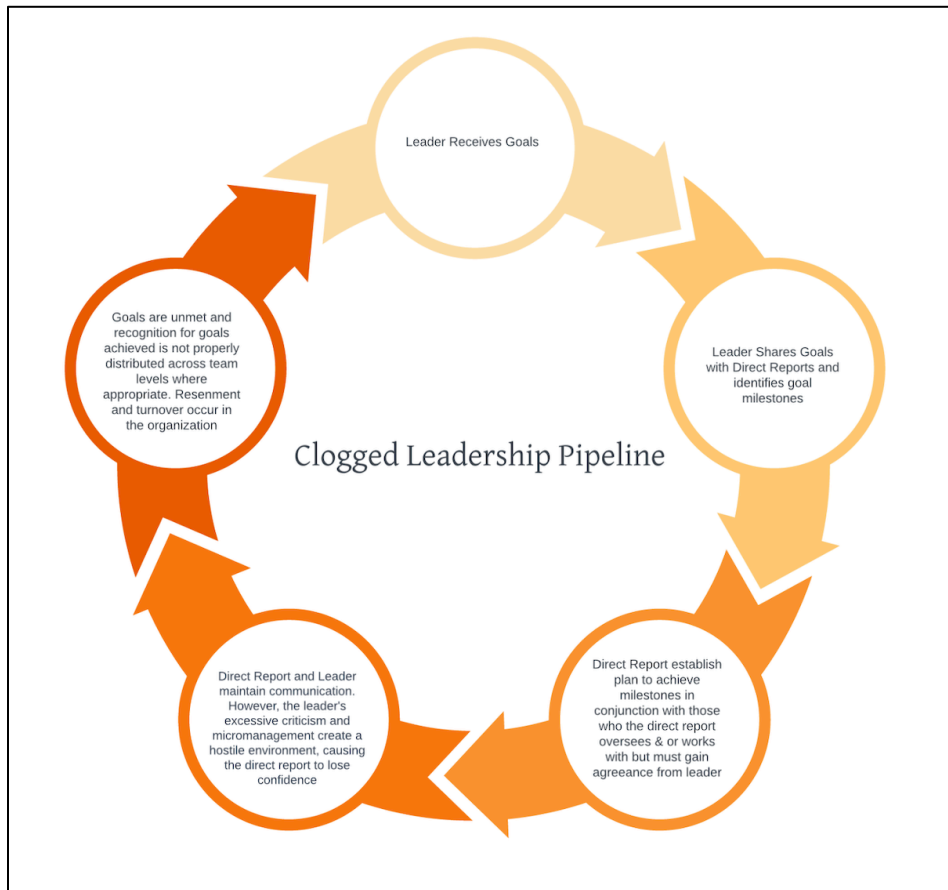 Leader Receives Goals
Leader Shares Goals
with Direct Reports and
identifies goal
milestones
Direct Report establish
plan to achieve
milestones in
conjunction with those
who the direct report
oversees & or works
with but must gain
agreeance from leader
Direct Report and Leader
maintain communication.
However, the leader's
excessive criticism and
micromanagement create a
hostile environment, causing
the direct report to lose
confidence
Goals are unmet and
recognition for goals
achieved is not properly
distributed across team
levels where
appropriate. Resenment
and turnover occur in
the organization
Clogged Leadership Pipeline